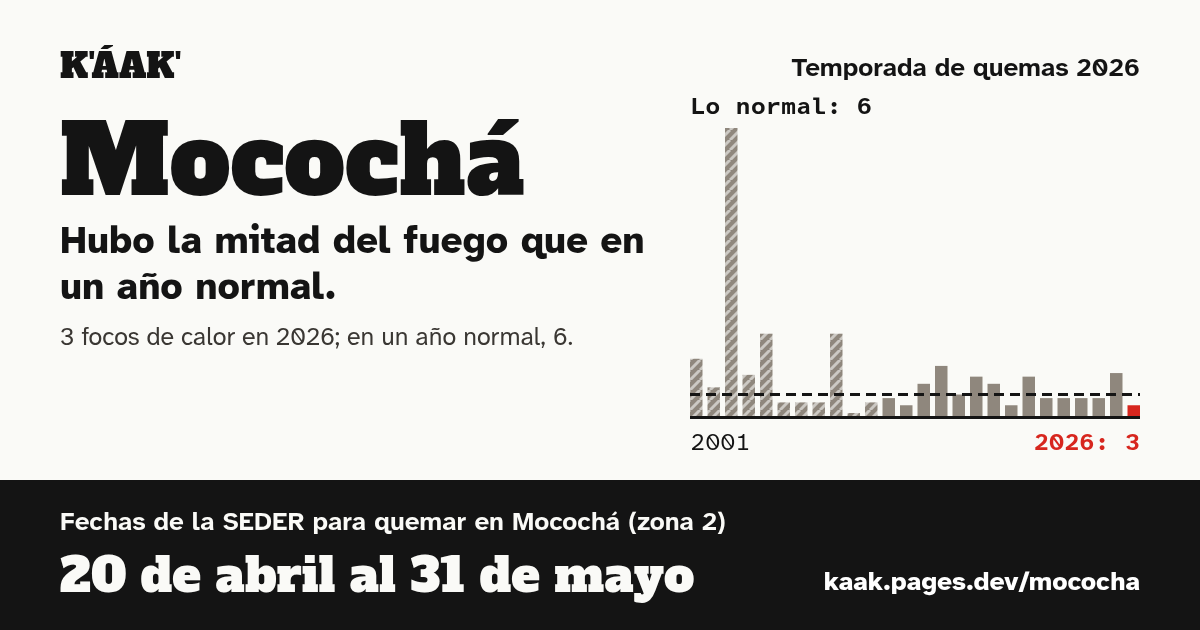 K'ÁAK'
Temporada de quemas 2026
Mocochá
Hubo la mitad del fuego que en
un año normal.
3 focos de calor en 2026; en un año normal, 6.
Lo normal: 6
2001
2026: 3
Fechas de la SEDER para quemar en Mocochá (zona 2)
20 de abril al 31 de mayo
kaak.pages.dev/mococha